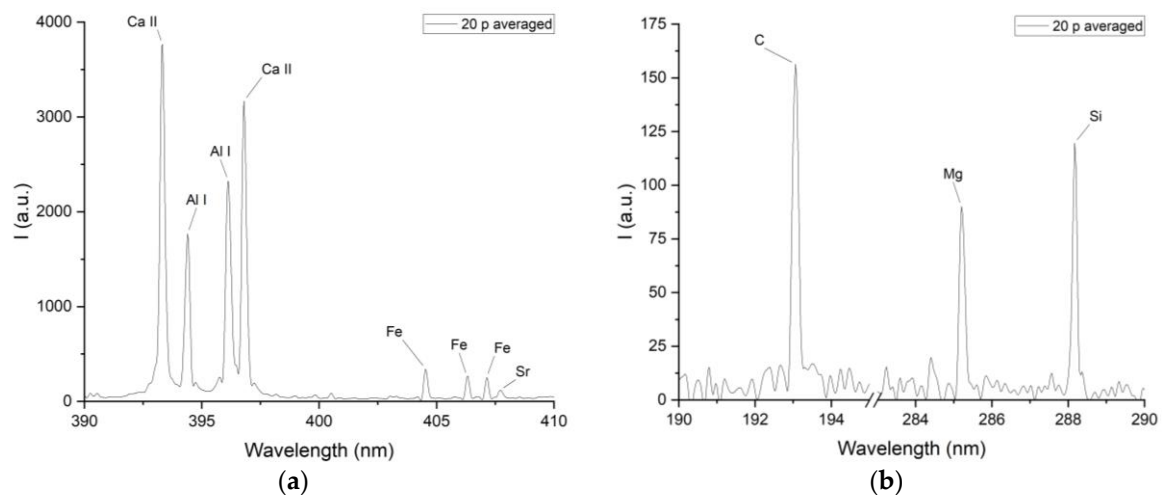 4000
3000
2000
1000
0
I (a.u.)
Ca II
Al I
Al I
Ca II
Fe
Fe
Fe
Sr
20 p averaged
390
395
400
405
410
Wavelength (nm)
(a)
175
150
125
100
75
50
25
0
I (a.u.)
C
Mg
Si
20 p averaged
190
192
194
284
286
288
290
Wavelength (nm)
(b)